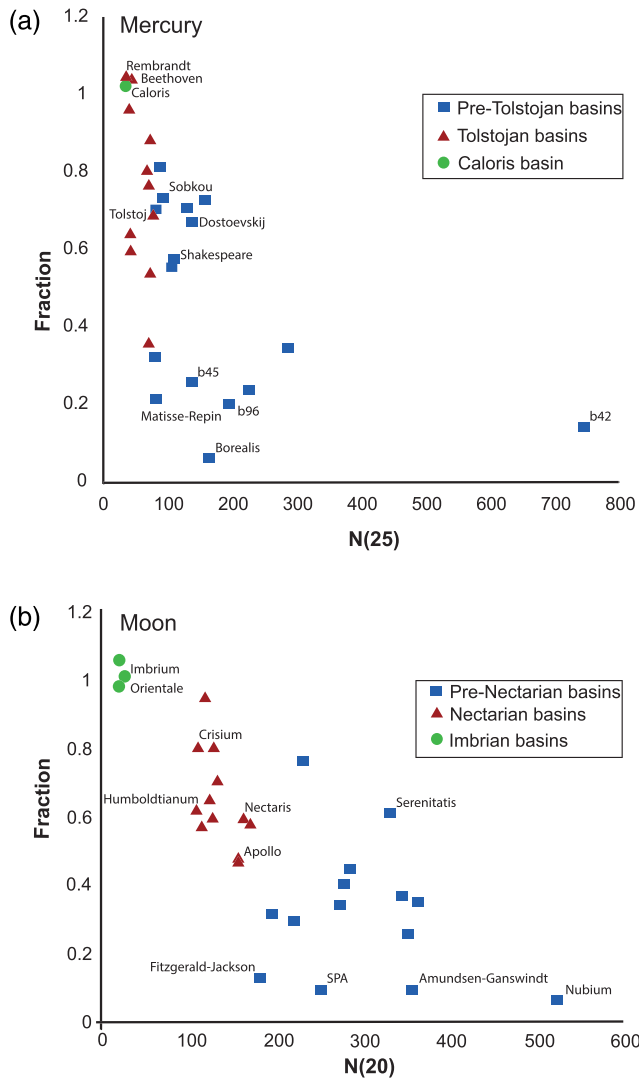 (a)
Mercury
1.2
Rembrandt
Beethoven
1
Caloris
Pre-Tolstojan basins
Tolstojan basins
Caloris basin
0.8
Sobkou
Tolstoj
Dostoevskij
0.6
Shakespeare
Fraction
0.4
b45
b96
0.2
Matisse-Repin
b42
Borealis
0
0 100 200 300 400 500 600 700 800
N(25)
(b)
Moon
1.2
1
Imbrium
Orientale
Pre-Nectarian basins
Nectarian basins
Imbrian basins
0.8
Crisium
Humboldtianum
Nectaris
Serenitatis
0.6
Fraction
Apollo
0.4
0.2
Fitzgerald-Jackson
SPA
Amundsen-Ganswindt
Nubium
0
0 100 200 300 400 500 600
N(20)